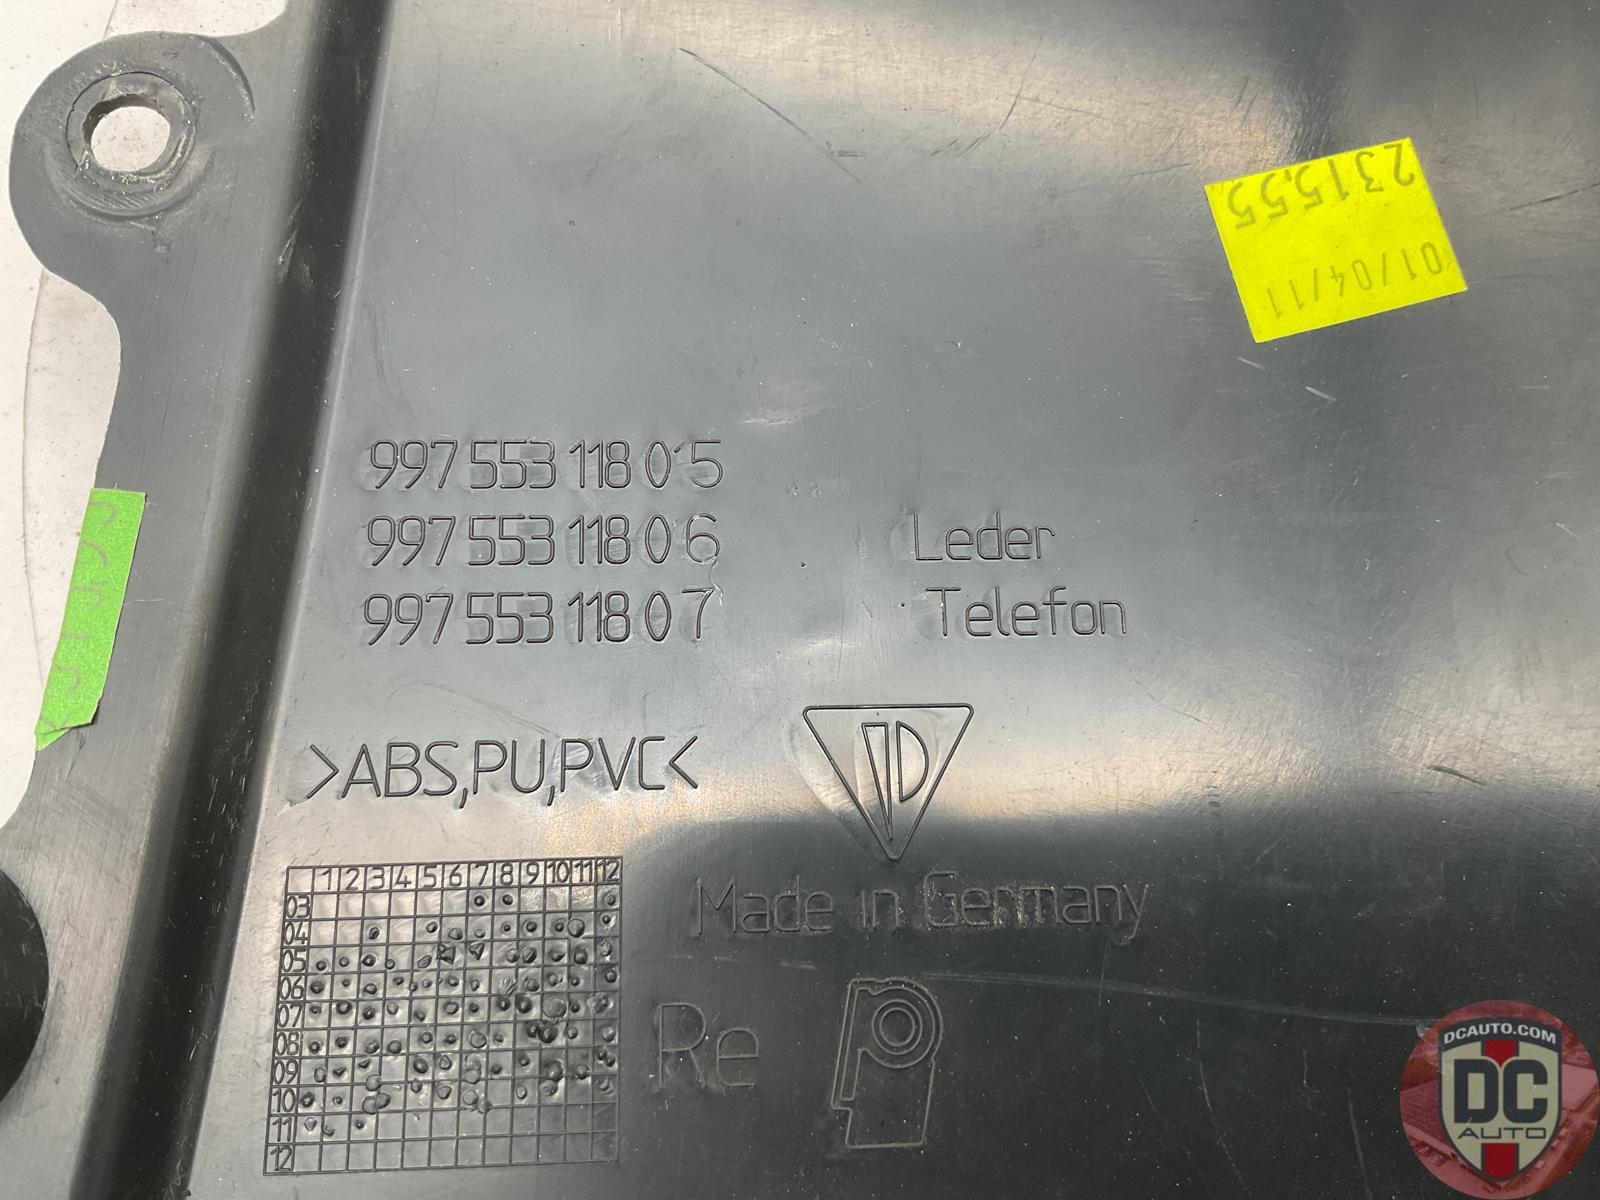 2315,55
01/04/11
997 553 118 05
997 553 118 06 Leder
997 553 118 07 Telefon
>ABS,PU,PVC<
1 2 3 4 5 6 7 8 9 10 11 12
03
04
05
06
07
08
09
10
11
12
Made in Germany
Re
DCAUTO.COM
DC
AUTO